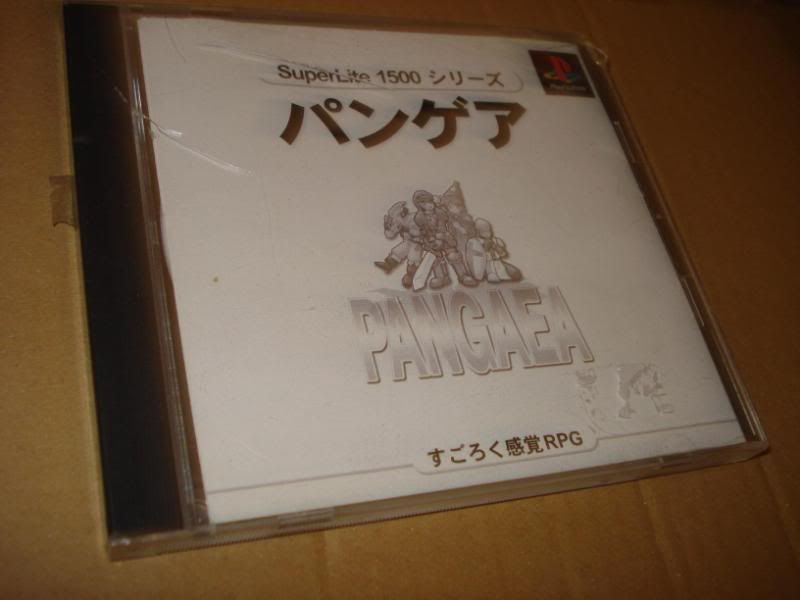 SuperLite 1500 シリーズ
PlayStation
パンゲア
PANGAEA
すごろく感覚RPG